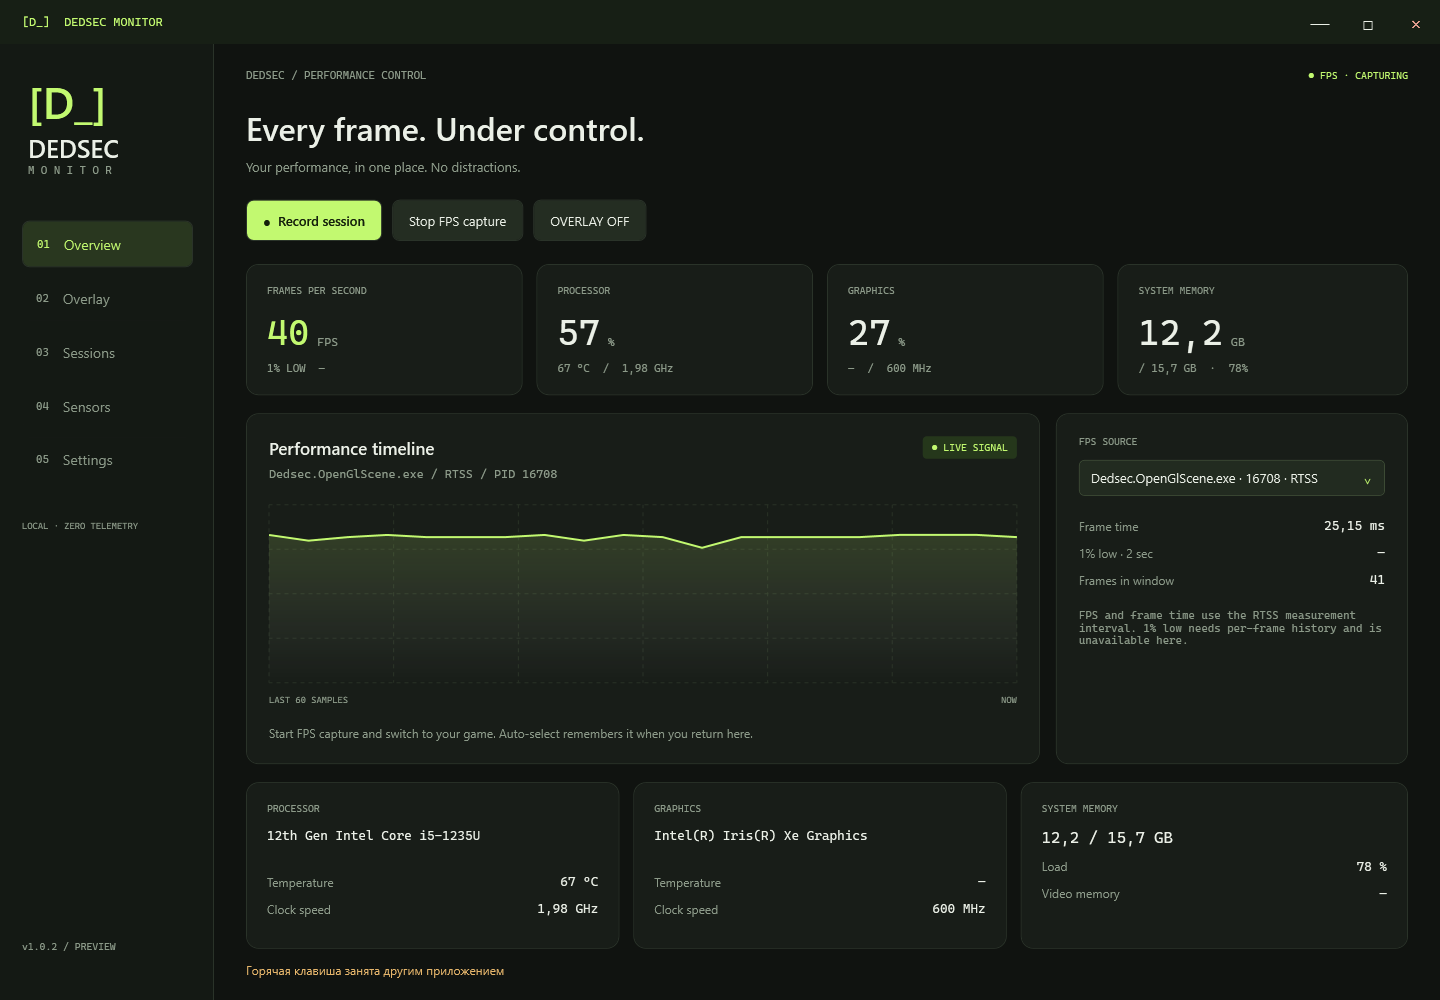 [D_] DEDSEC MONITOR
[D_]
DEDSEC
MONITOR
01 Overview
02 Overlay
03 Sessions
04 Sensors
05 Settings
LOCAL · ZERO TELEMETRY
v1.0.2 / PREVIEW
DEDSEC / PERFORMANCE CONTROL
● FPS · CAPTURING
Every frame. Under control.
Your performance, in one place. No distractions.
● Record session
Stop FPS capture
OVERLAY OFF
FRAMES PER SECOND
40 FPS
1% LOW —
PROCESSOR
57 %
67 °C / 1,98 GHz
GRAPHICS
27 %
— / 600 MHz
SYSTEM MEMORY
12,2 GB
/ 15,7 GB · 78%
Performance timeline
● LIVE SIGNAL
Dedsec.OpenGlScene.exe / RTSS / PID 16708
LAST 60 SAMPLES
NOW
Start FPS capture and switch to your game. Auto-select remembers it when you return here.
FPS SOURCE
Dedsec.OpenGlScene.exe · 16708 · RTSS
Frame time 25,15 ms
1% low · 2 sec —
Frames in window 41
FPS and frame time use the RTSS measurement
interval. 1% low needs per-frame history and is
unavailable here.
PROCESSOR
12th Gen Intel Core i5-1235U
Temperature 67 °C
Clock speed 1,98 GHz
GRAPHICS
Intel(R) Iris(R) Xe Graphics
Temperature —
Clock speed 600 MHz
SYSTEM MEMORY
12,2 / 15,7 GB
Load 78 %
Video memory —
Горячая клавиша занята другим приложением